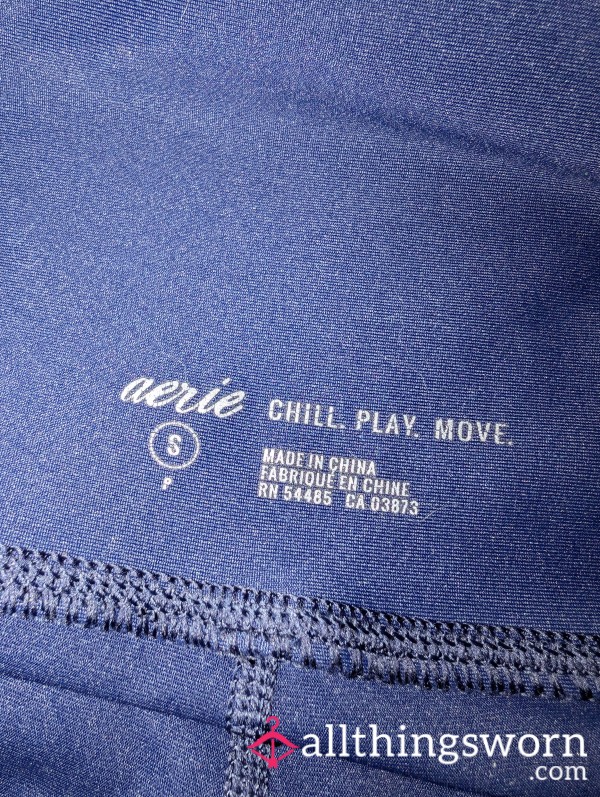 aerie CHILL. PLAY. MOVE.
S
P
MADE IN CHINA
FABRIQUÉ EN CHINE
RN 54485 CA 03873
allthingsworn
.com